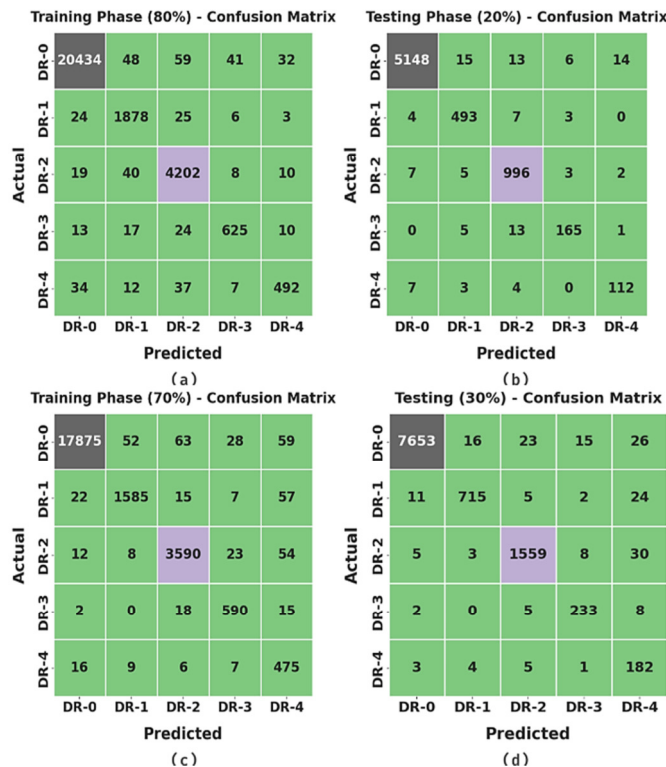 Training Phase (80%) - Confusion Matrix
Actual
DR-0 20434 48 59 41 32
DR-1 24 1878 25 6 3
DR-2 19 40 4202 8 10
DR-3 13 17 24 625 10
DR-4 34 12 37 7 492
DR-0 DR-1 DR-2 DR-3 DR-4
Predicted
(a)
Testing Phase (20%) - Confusion Matrix
Actual
DR-0 5148 15 13 6 14
DR-1 4 493 7 3 0
DR-2 7 5 996 3 2
DR-3 0 5 13 165 1
DR-4 7 3 4 0 112
DR-0 DR-1 DR-2 DR-3 DR-4
Predicted
(b)
Training Phase (70%) - Confusion Matrix
Actual
DR-0 17875 52 63 28 59
DR-1 22 1585 15 7 57
DR-2 12 8 3590 23 54
DR-3 2 0 18 590 15
DR-4 16 9 6 7 475
DR-0 DR-1 DR-2 DR-3 DR-4
Predicted
(c)
Testing (30%) - Confusion Matrix
Actual
DR-0 7653 16 23 15 26
DR-1 11 715 5 2 24
DR-2 5 3 1559 8 30
DR-3 2 0 5 233 8
DR-4 3 4 5 1 182
DR-0 DR-1 DR-2 DR-3 DR-4
Predicted
(d)